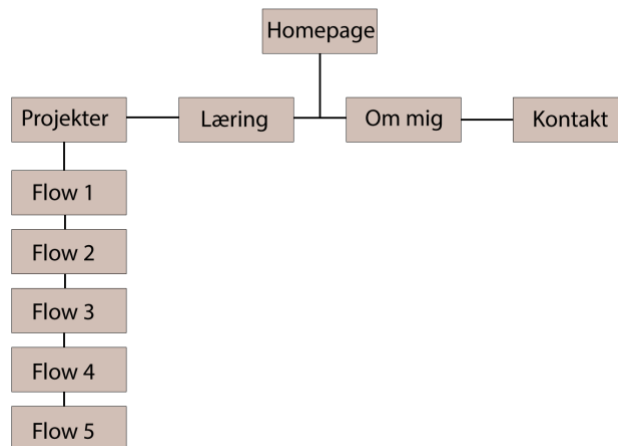 Homepage
Projekter
Læring
Om mig
Kontakt
Flow 1
Flow 2
Flow 3
Flow 4
Flow 5